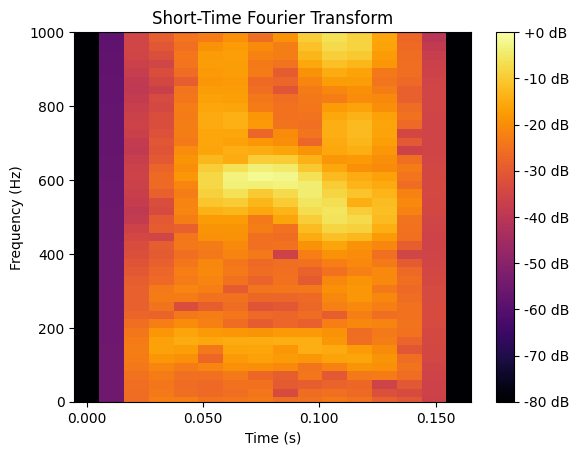 Short-Time Fourier Transform
1000
800
600
400
200
0
Frequency (Hz)
0.000
0.050
0.100
0.150
Time (s)
+0 dB
-10 dB
-20 dB
-30 dB
-40 dB
-50 dB
-60 dB
-70 dB
-80 dB